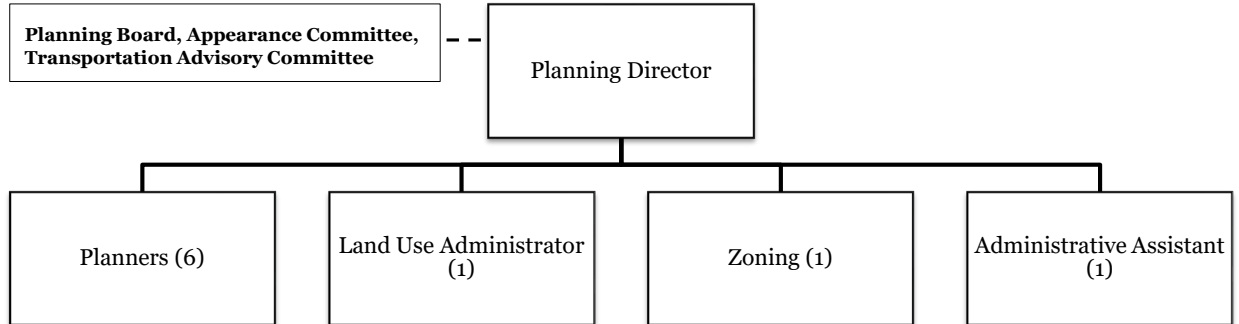 Planning Board, Appearance Committee,
Transportation Advisory Committee
Planning Director
Planners (6)
Land Use Administrator
(1)
Zoning (1)
Administrative Assistant
(1)